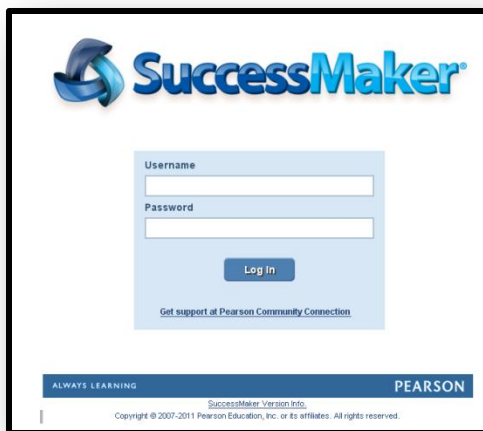 SuccessMaker®
Username
Password
Log In
Get support at Pearson Community Connection
ALWAYS LEARNING PEARSON
SuccessMaker Version Info.
Copyright © 2007-2011 Pearson Education, Inc. or its affiliates. All rights reserved.